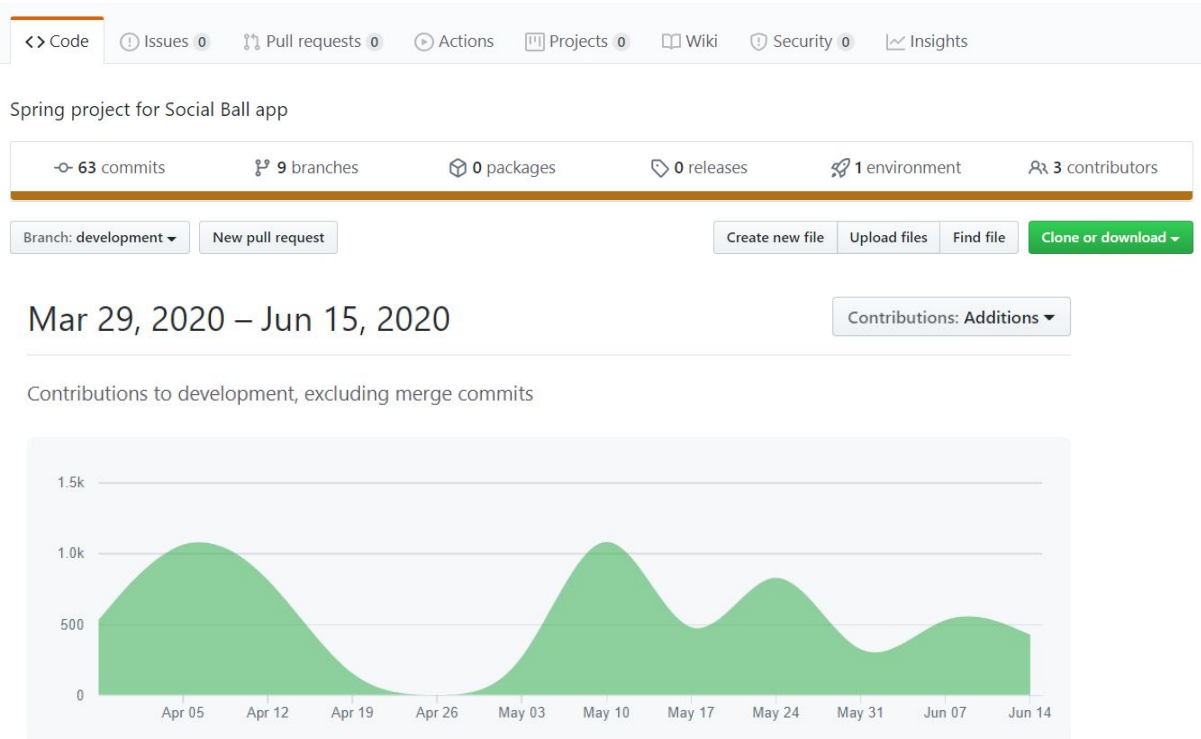 Code Issues 0 Pull requests 0 Actions Projects 0 Wiki Security 0 Insights
Spring project for Social Ball app
63 commits 9 branches 0 packages 0 releases 1 environment 3 contributors
Branch: development New pull request Create new file Upload files Find file Clone or download
Mar 29, 2020 – Jun 15, 2020 Contributions: Additions
Contributions to development, excluding merge commits
1.5k
1.0k
500
0
Apr 05 Apr 12 Apr 19 Apr 26 May 03 May 10 May 17 May 24 May 31 Jun 07 Jun 14